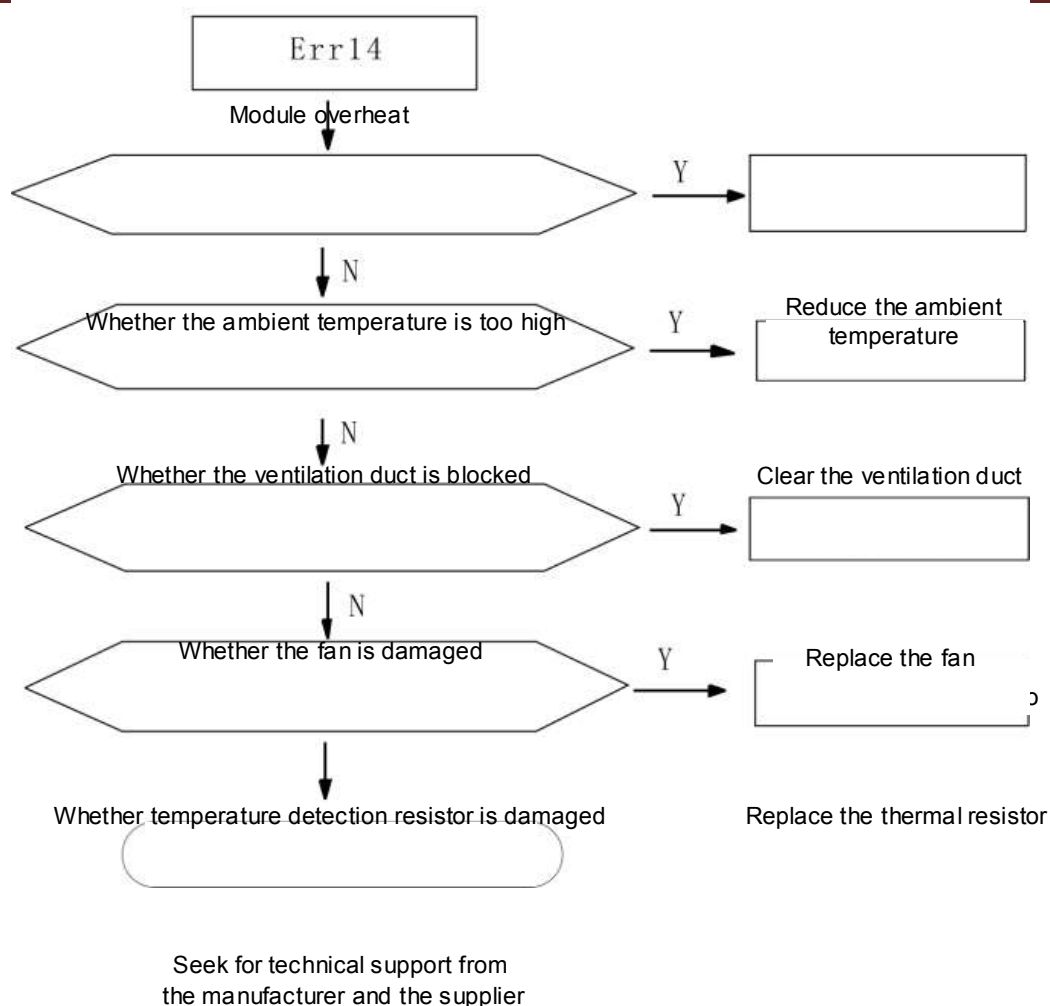 Err14
Module overheat
Y
N
Whether the ambient temperature is too high
Y
Reduce the ambient
temperature
N
Whether the ventilation duct is blocked
Clear the ventilation duct
Y
N
Whether the fan is damaged
Y
Replace the fan
Whether temperature detection resistor is damaged
Replace the thermal resistor
Seek for technical support from
the manufacturer and the supplier